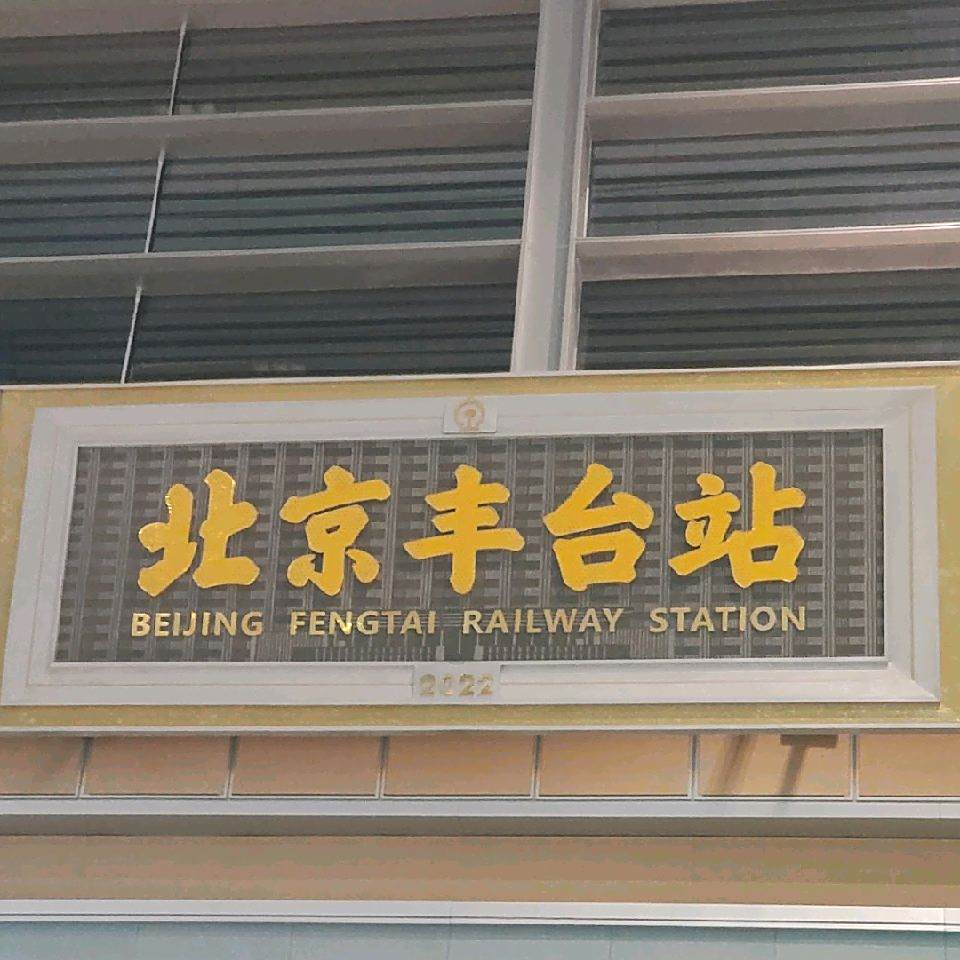 北京丰台站
BEIJING FENGTAI RAILWAY STATION
2022